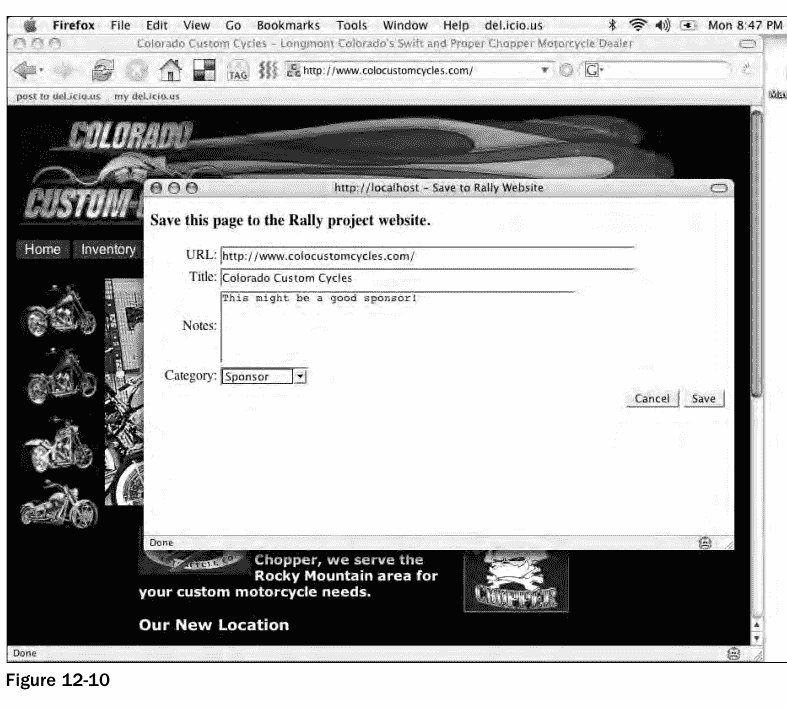 Firefox File Edit View Go Bookmarks Tools Window Help del.icio.us Mon 8:47 PM
Colorado Custom Cycles - Longmont Colorado's Swift and Proper Chopper Motorcycle Dealer
TAG http://www.colocustomcycles.com/ G
post to del.icio.us my del.icio.us
COLORADO
CUSTOM
http://localhost - Save to Rally Website
Save this page to the Rally project website.
Home Inventory
URL: http://www.colocustomcycles.com/
Title: Colorado Custom Cycles
Notes: This might be a good sponsor!
Category: Sponsor
Cancel Save
Done
Chopper, we serve the
Rocky Mountain area for
your custom motorcycle needs.
CHOPPER
Our New Location
Done
Figure 12-10